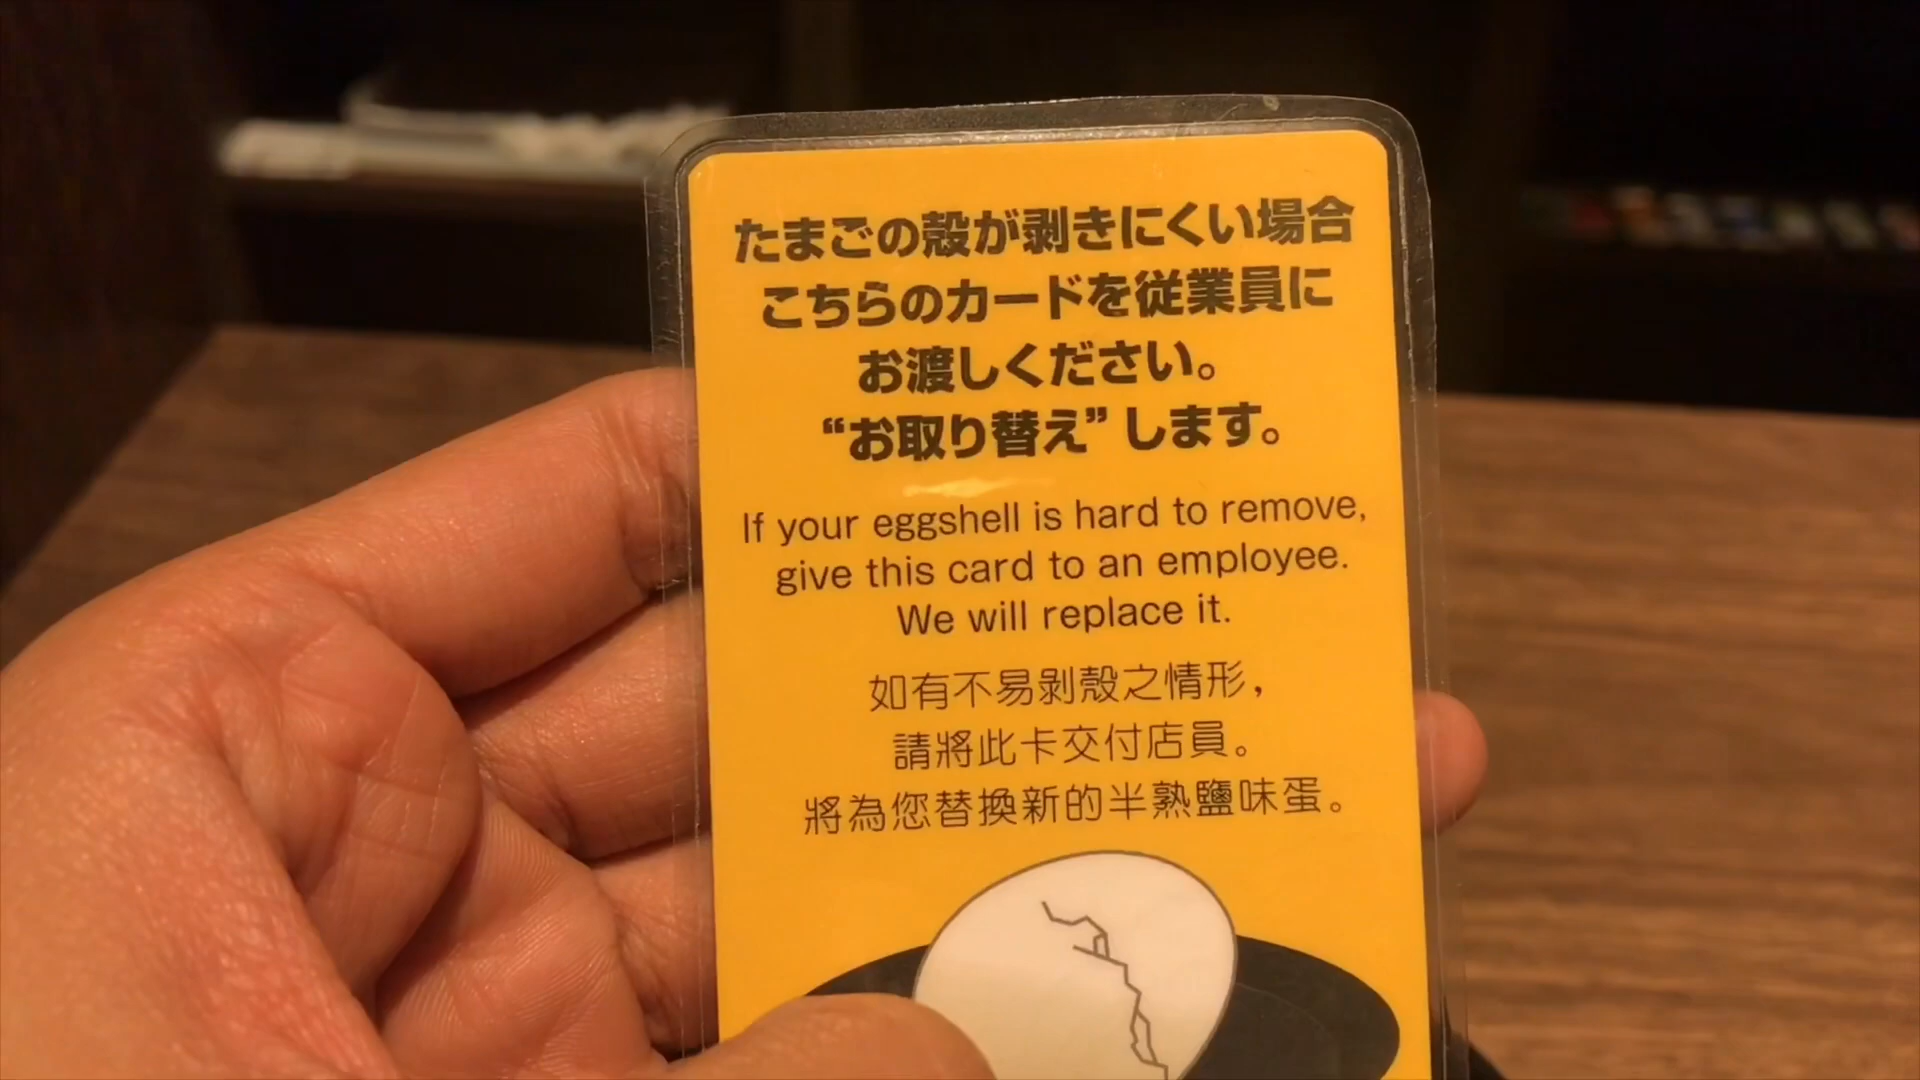 たまごの殻が剥きにくい場合
こちらのカードを従業員に
お渡しください。
“お取り替え”します。
If your eggshell is hard to remove,
give this card to an employee.
We will replace it.
如有不易剝殼之情形，
請將此卡交付店員。
將為您替換新的半熟鹽味蛋。